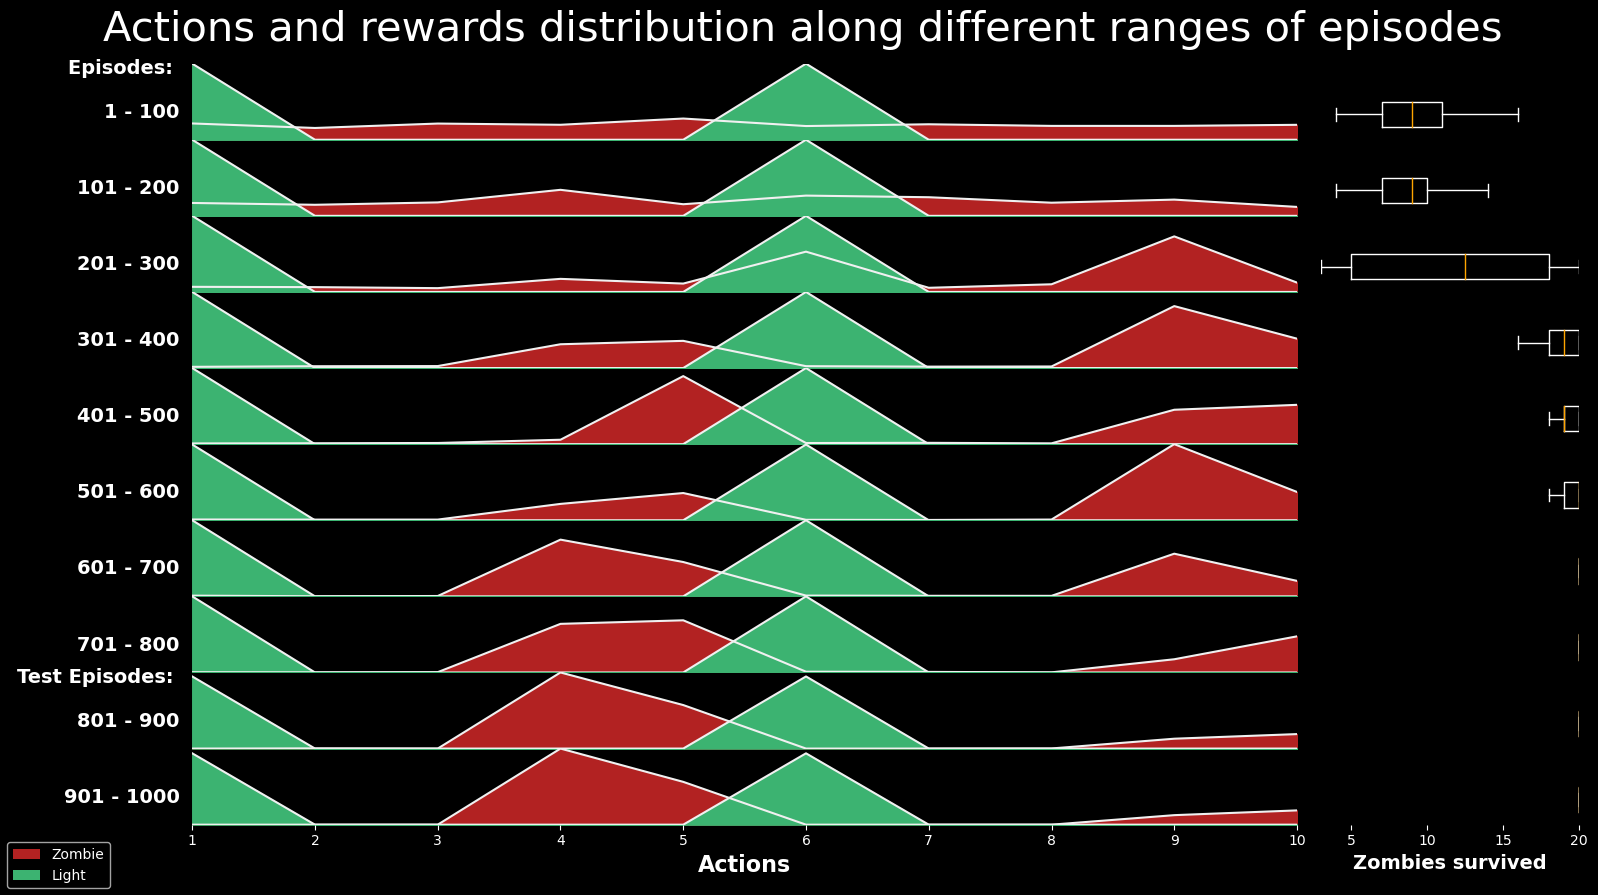 Actions and rewards distribution along different ranges of episodes
Episodes:
1 - 100
101 - 200
201 - 300
301 - 400
401 - 500
501 - 600
601 - 700
701 - 800
Test Episodes:
801 - 900
901 - 1000
1 2 3 4 5 6 7 8 9 10 5 10 15 20
Actions
Zombies survived
Zombie
Light